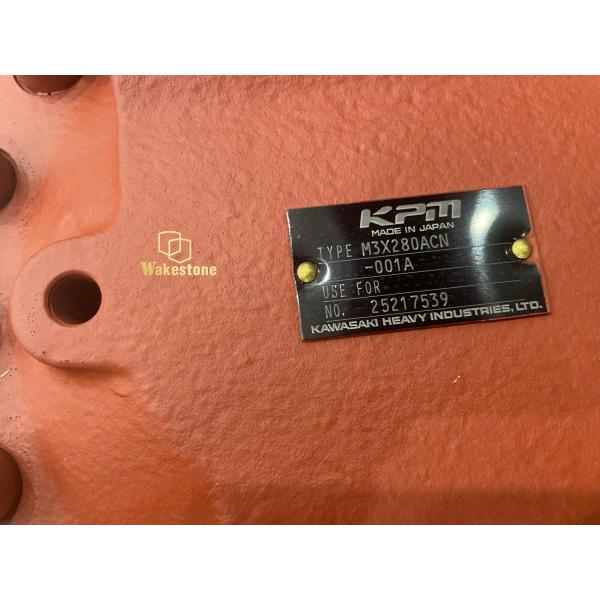 KPM
MADE IN JAPAN
TYPE M3X280ACN
-001A
USE FOR
NO. 25217539
KAWASAKI HEAVY INDUSTRIES, LTD.
Wakestone